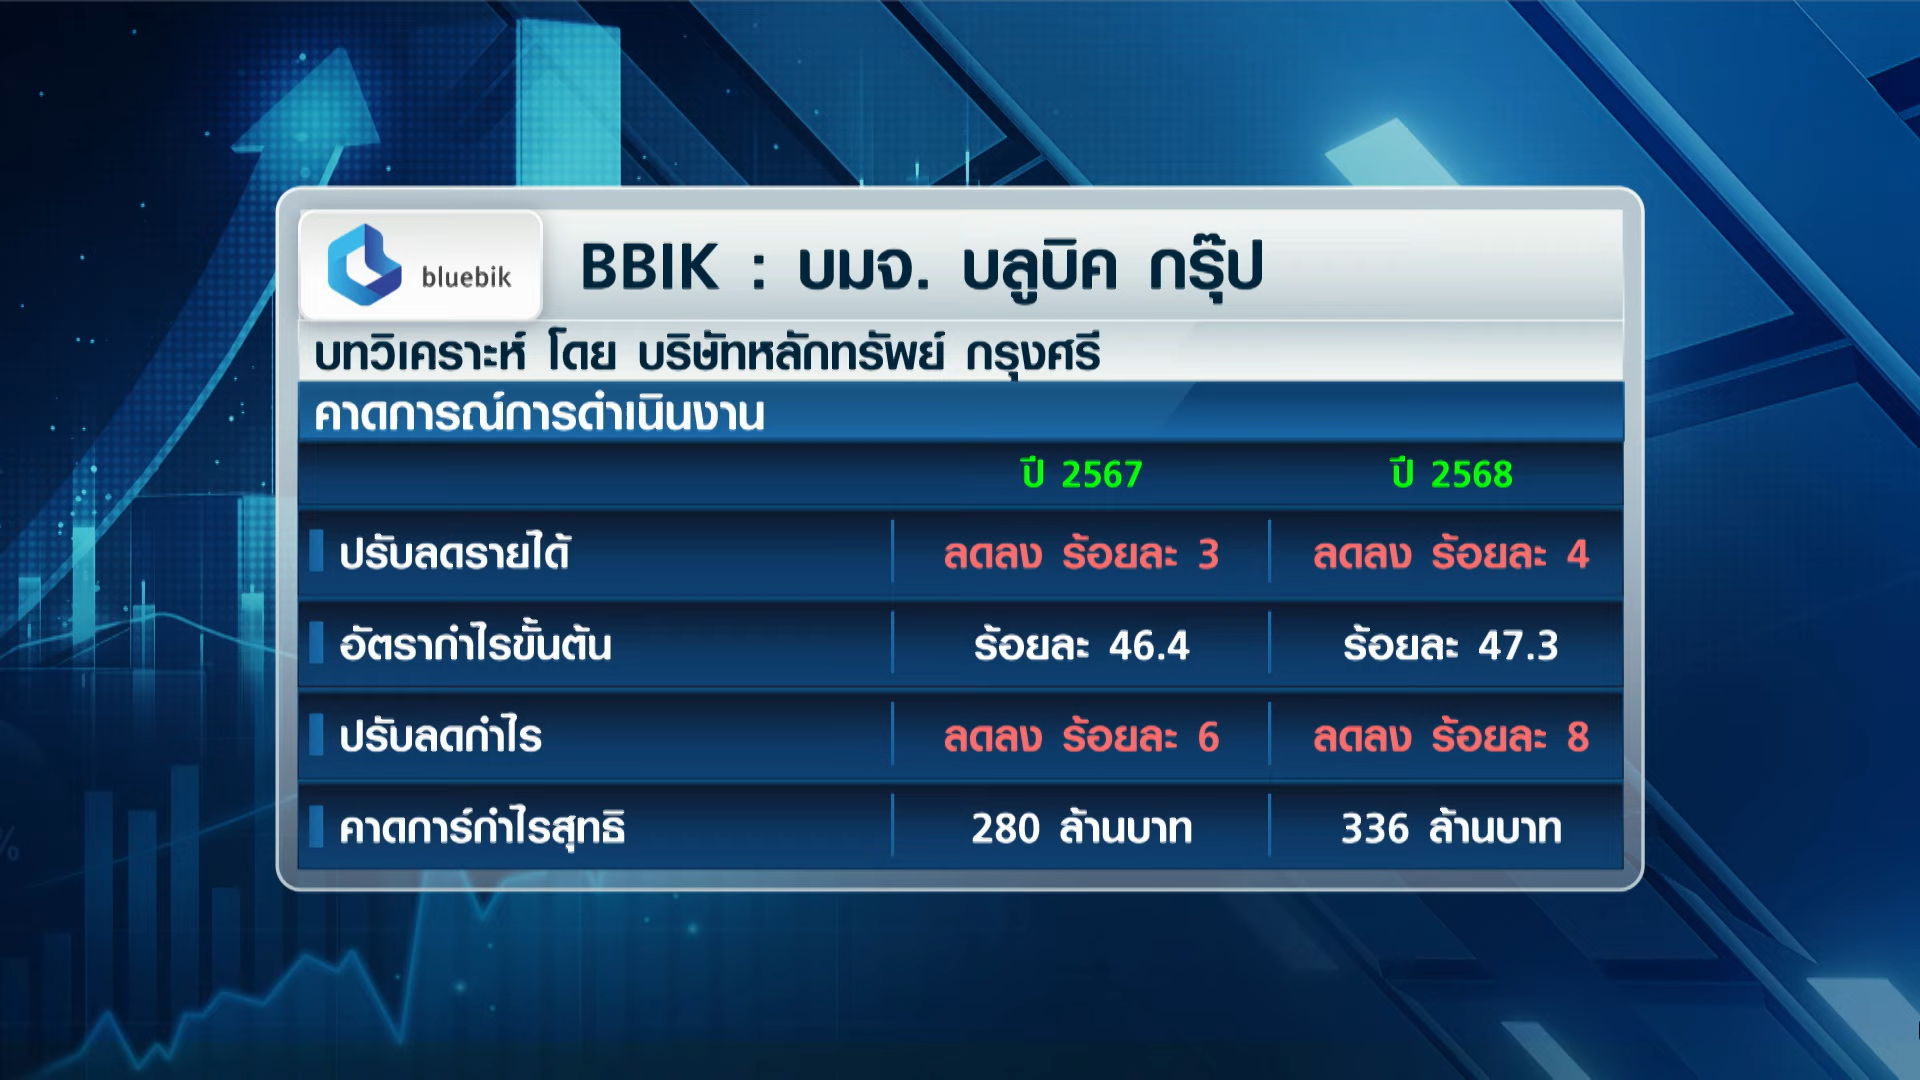 bluebik
BBIK : บมจ. บลูบิค กรุ๊ป
บทวิเคราะห์ โดย บริษัทหลักทรัพย์ กรุงศรี
คาดการณ์การดำเนินงาน
ปี 2567 ปี 2568
ปรับลดรายได้ ลดลง ร้อยละ 3 ลดลง ร้อยละ 4
อัตรากำไรขั้นต้น ร้อยละ 46.4 ร้อยละ 47.3
ปรับลดกำไร ลดลง ร้อยละ 6 ลดลง ร้อยละ 8
คาดการ์กำไรสุทธิ 280 ล้านบาท 336 ล้านบาท
%